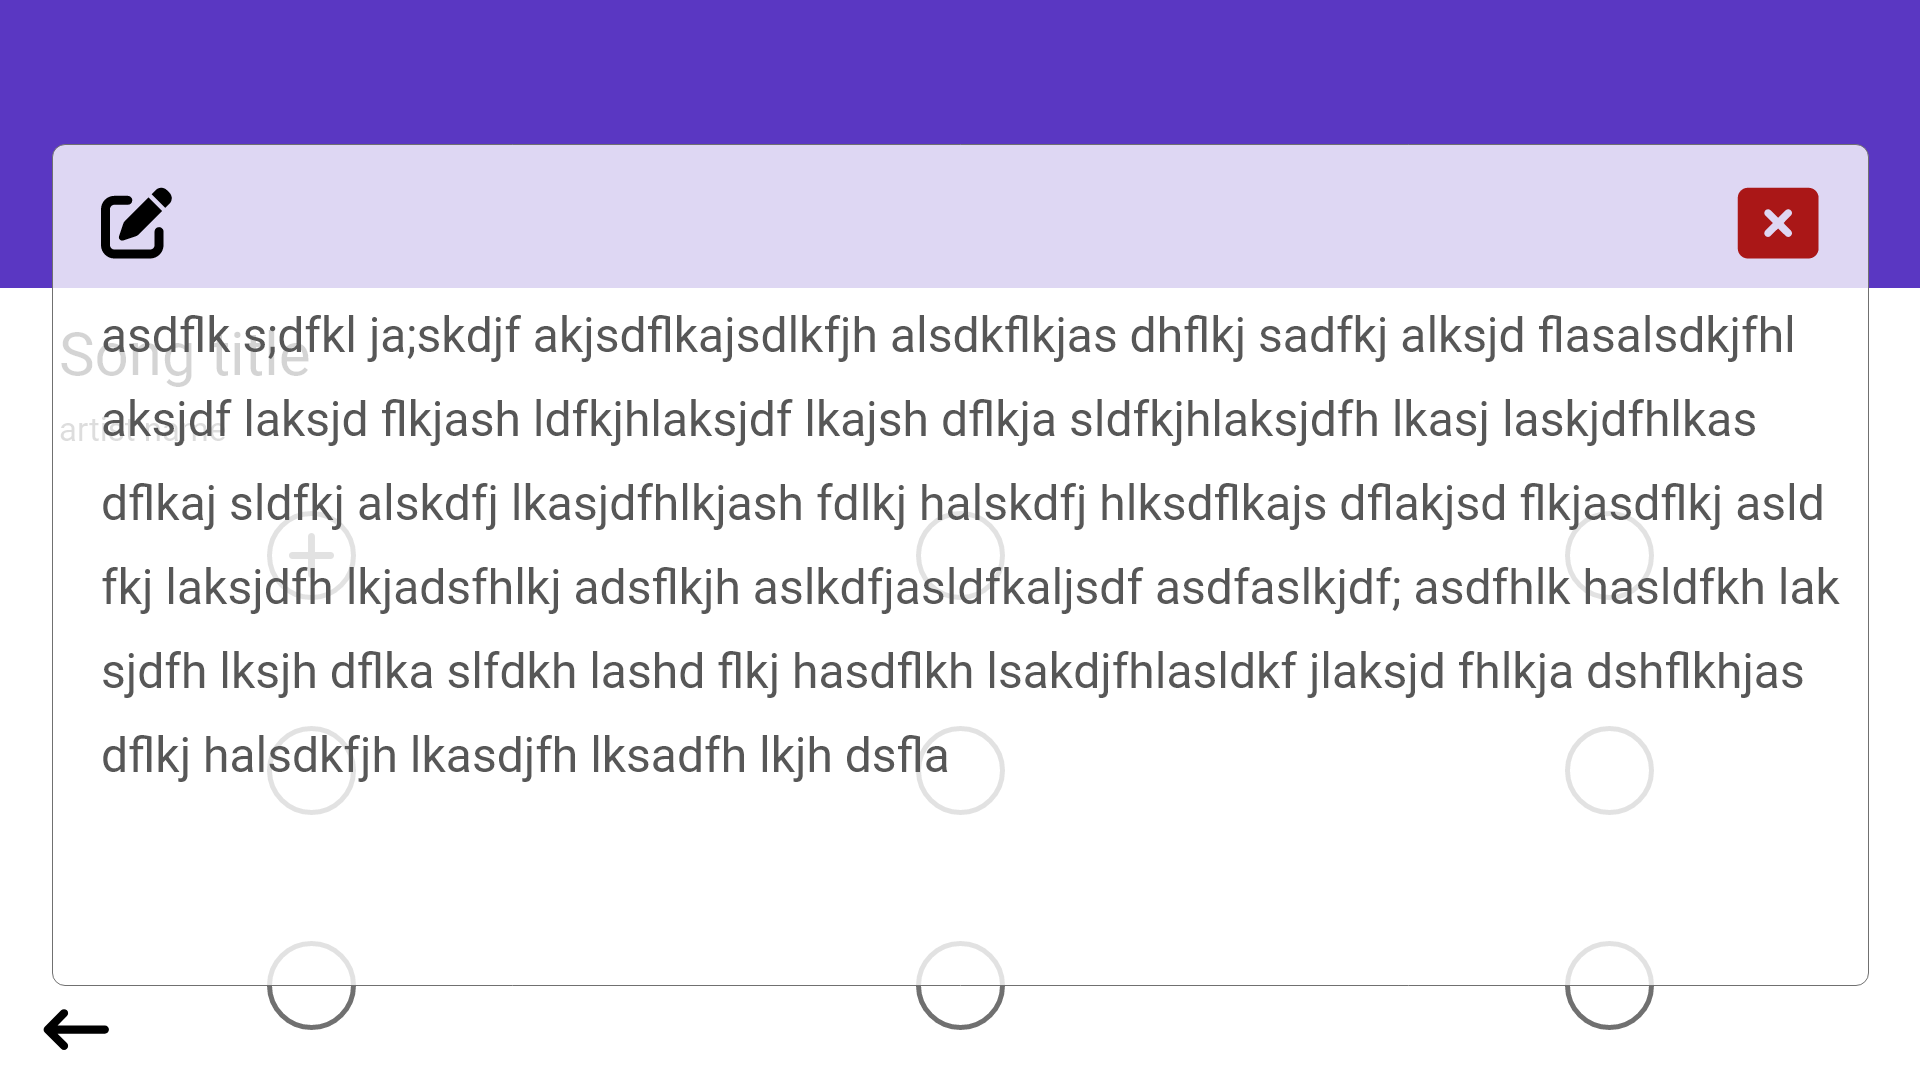 asdflk s;dfkl ja;skdjf akjsdflkajsdlkfjh alsdkflkjas dhflkj sadfkj alksjd flasalsdkjfhl
Song title
aksjdf laksjd flkjash ldfkjhlaksjdf lkajsh dflkja sldfkjhlaksjdfh lkasj laskjdfhlkas
artist name
dflkaj sldfkj alskdfj lkasjdfhlkjash fdlkj halskdfj hlksdflkajs dflakjsd flkjasdflkj asld
fkj laksjdfh lkjadsfhlkj adsflkjh aslkdfjasldfkaljsdf asdfaslkjdf; asdfhlk hasldfkh lak
sjdfh lksjh dflka slfdkh lashd flkj hasdflkh lsakdjfhlasldkf jlaksjd fhlkja dshflkhjas
dflkj halsdkfjh lkasdjfh lksadfh lkjh dsfla